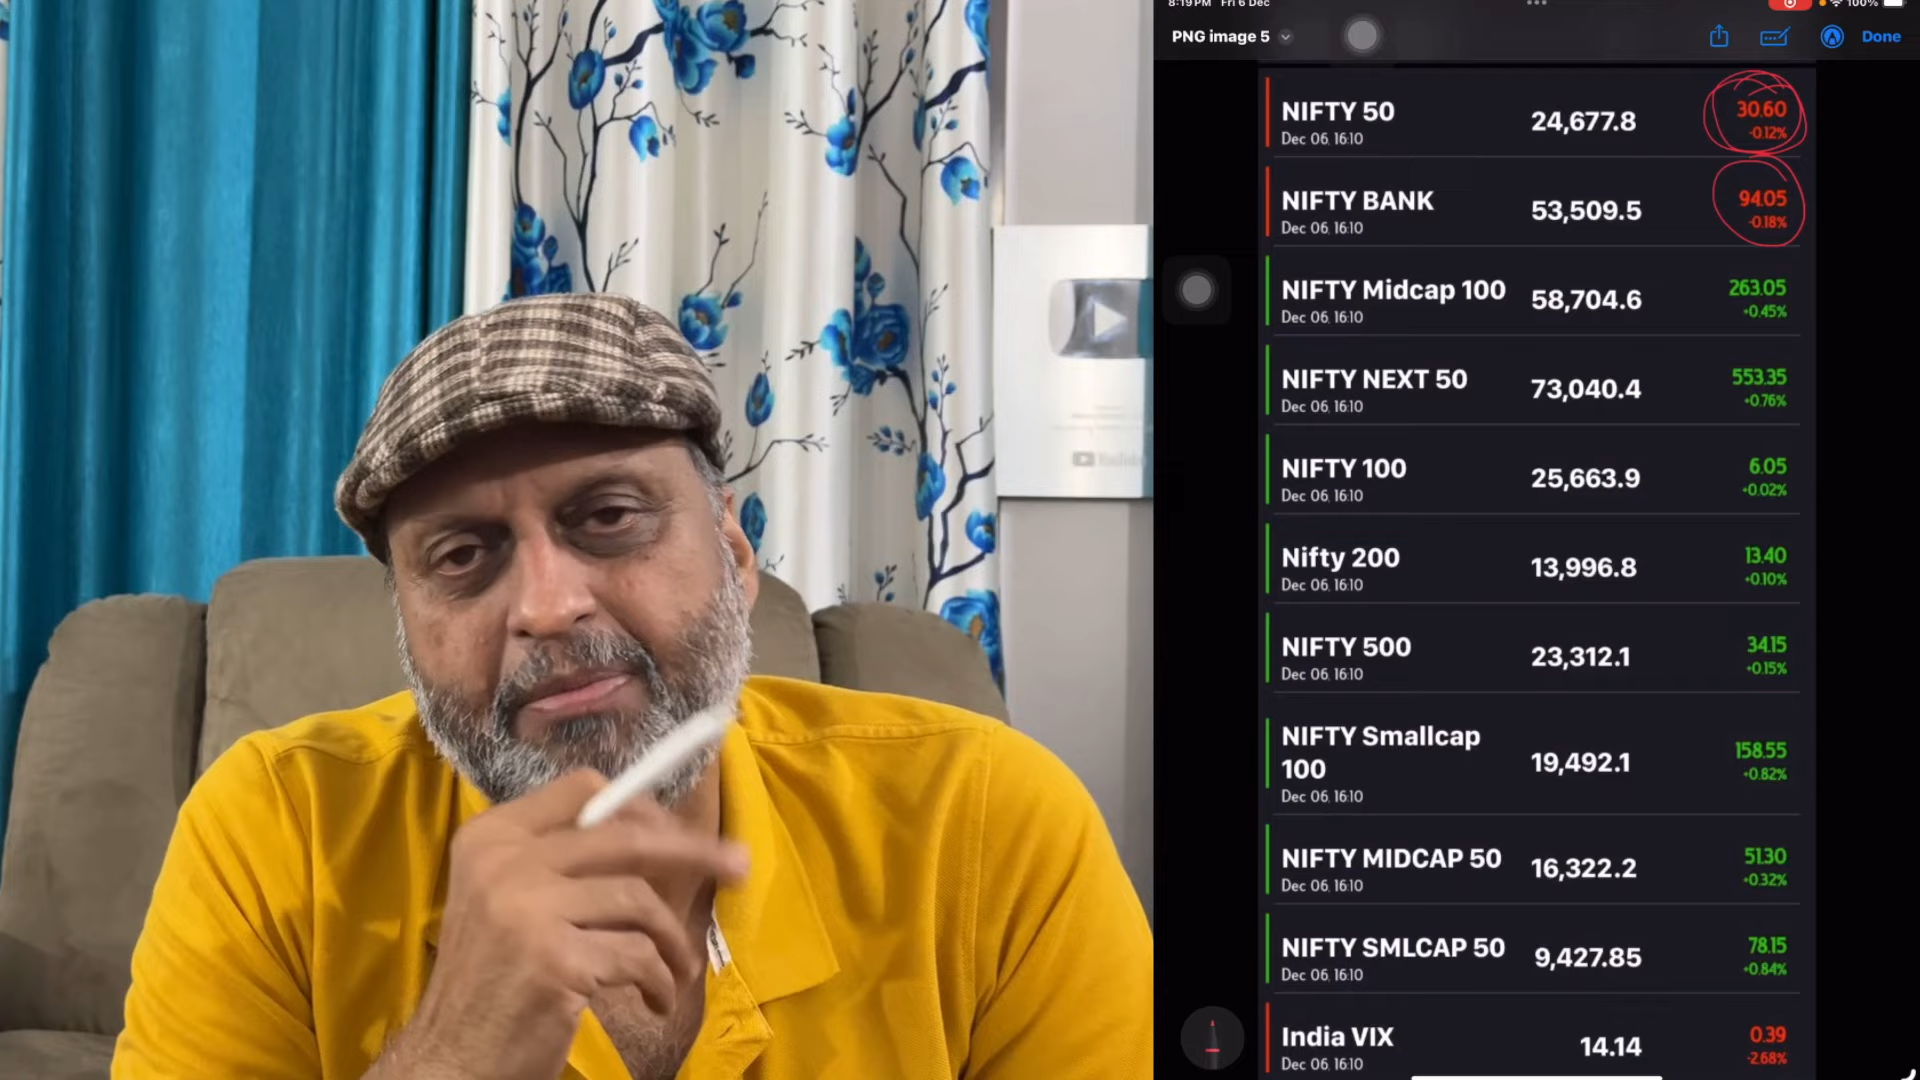 8:19 PM Fri 6 Dec
100%
PNG image 5
Done
NIFTY 50
Dec 06, 16:10
24,677.8
30.60
-0.12%
NIFTY BANK
Dec 06, 16:10
53,509.5
94.05
-0.18%
NIFTY Midcap 100
Dec 06, 16:10
58,704.6
263.05
+0.45%
NIFTY NEXT 50
Dec 06, 16:10
73,040.4
553.35
+0.76%
NIFTY 100
Dec 06, 16:10
25,663.9
6.05
+0.02%
Nifty 200
Dec 06, 16:10
13,996.8
13.40
+0.10%
NIFTY 500
Dec 06, 16:10
23,312.1
34.15
+0.15%
NIFTY Smallcap
100
Dec 06, 16:10
19,492.1
158.55
+0.82%
NIFTY MIDCAP 50
Dec 06, 16:10
16,322.2
51.30
+0.32%
NIFTY SMLCAP 50
Dec 06, 16:10
9,427.85
78.15
+0.84%
India VIX
Dec 06, 16:10
14.14
0.39
-2.68%